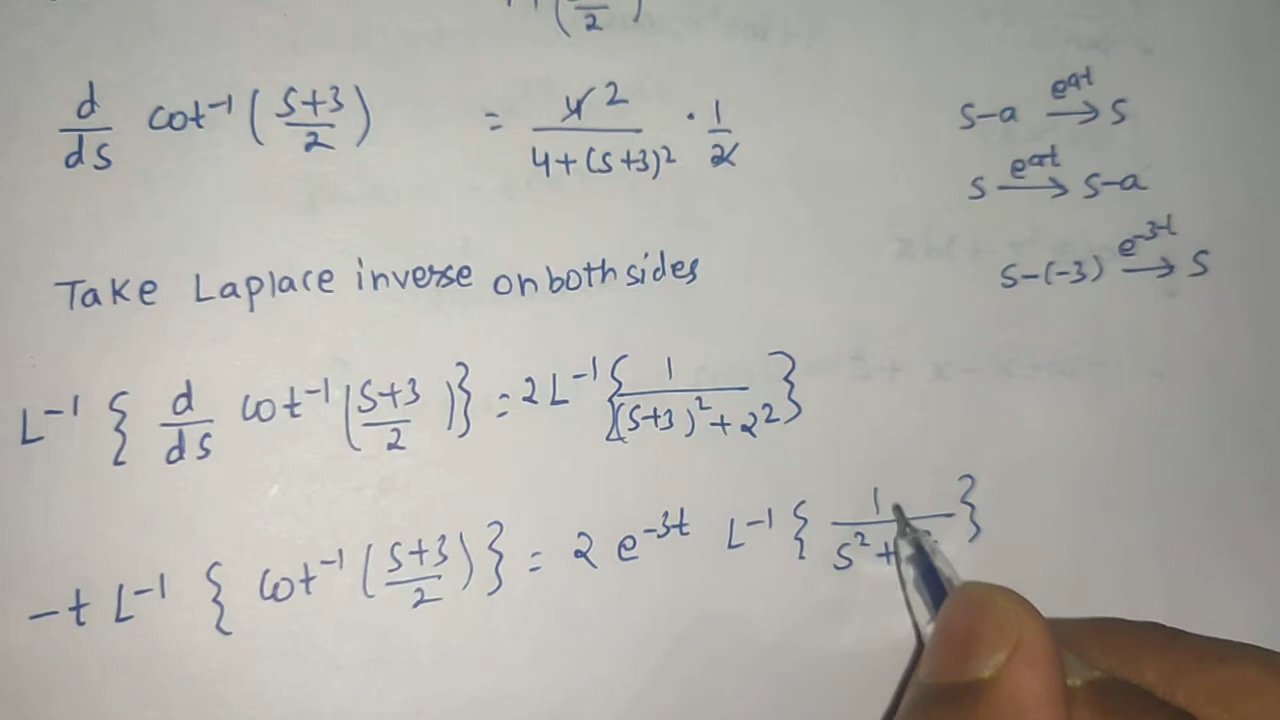 d/ds cot⁻¹(S+3/2) = 4̸ 2/4+(S+3)² · 1/2̸
S-a —e^at→ S
S —e^at→ S-a
S-(-3) —e^-3t→ S
Take Laplace inverse on both sides
L⁻¹{d/ds cot⁻¹(S+3/2)} = 2L⁻¹{1/(S+3)²+2²}
-t L⁻¹{cot⁻¹(S+3/2)} = 2 e^-3t L⁻¹{1/S²+ }